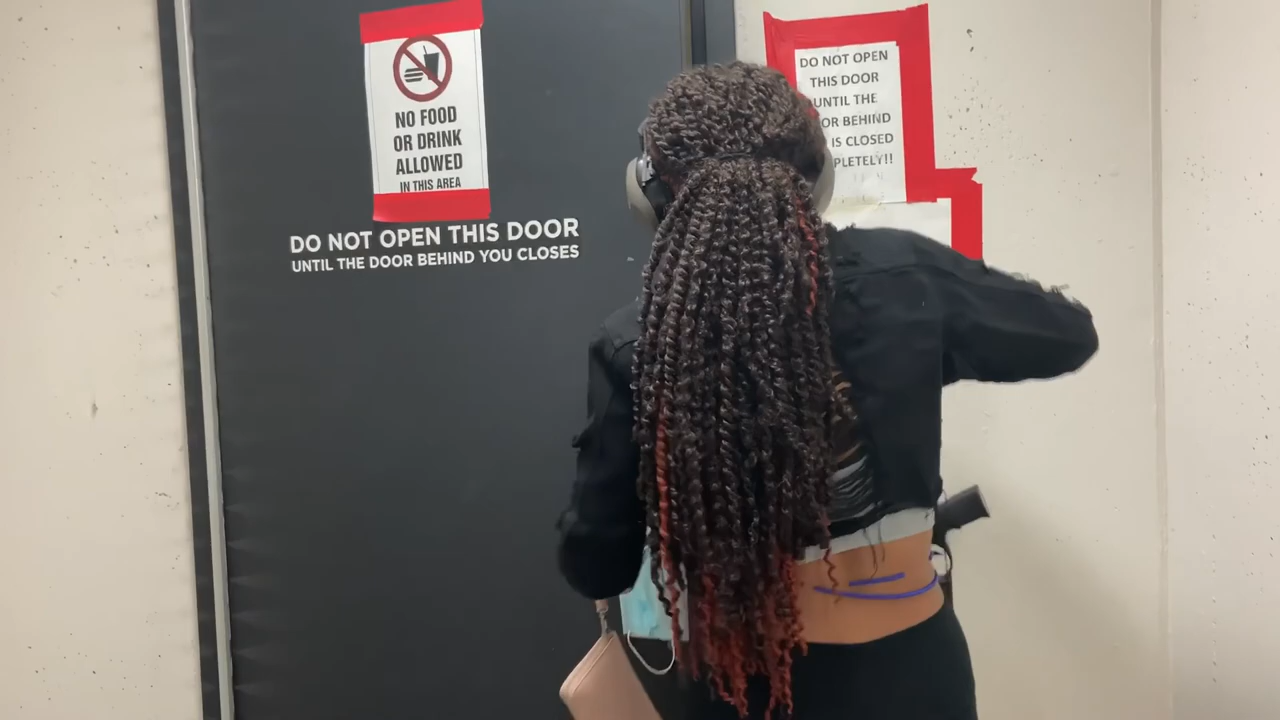 NO FOOD
OR DRINK
ALLOWED
IN THIS AREA
DO NOT OPEN THIS DOOR
UNTIL THE DOOR BEHIND YOU CLOSES
DO NOT OPEN
THIS DOOR
UNTIL THE
BEHIND
IS CLOSED